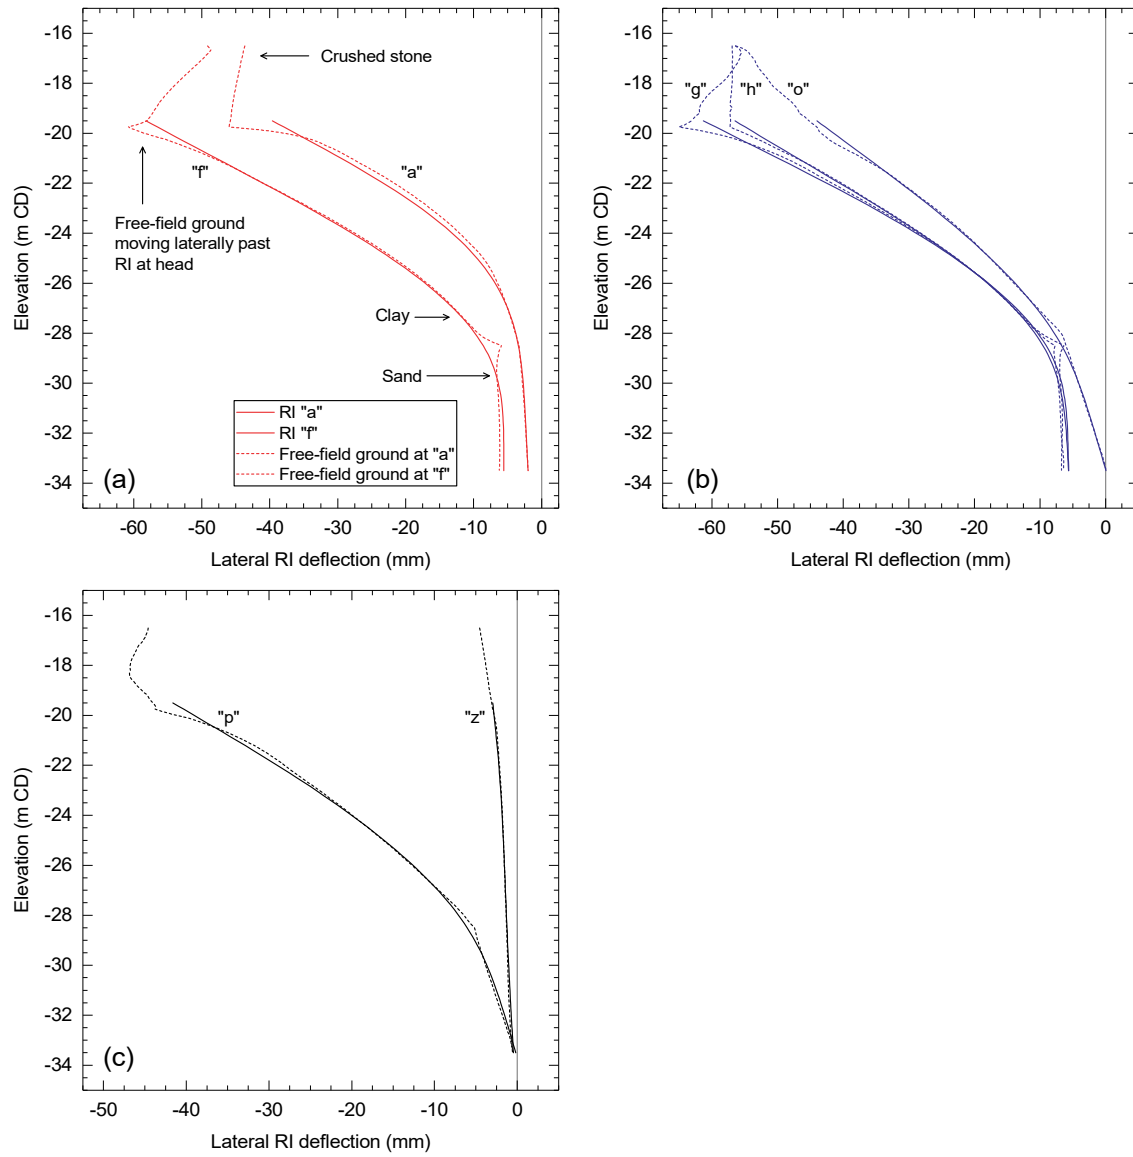 -16
-18
-20
-22
-24
-26
-28
-30
-32
-34
Elevation (m CD)
Crushed stone
"f"
"a"
Free-field ground
moving laterally past
RI at head
Clay
Sand
RI "a"
RI "f"
Free-field ground at "a"
Free-field ground at "f"
(a)
-60 -50 -40 -30 -20 -10 0
Lateral RI deflection (mm)
-16
-18
-20
-22
-24
-26
-28
-30
-32
-34
Elevation (m CD)
"g" "h" "o"
(b)
-60 -50 -40 -30 -20 -10 0
Lateral RI deflection (mm)
-16
-18
-20
-22
-24
-26
-28
-30
-32
-34
Elevation (m CD)
"p" "z"
(c)
-50 -40 -30 -20 -10 0
Lateral RI deflection (mm)